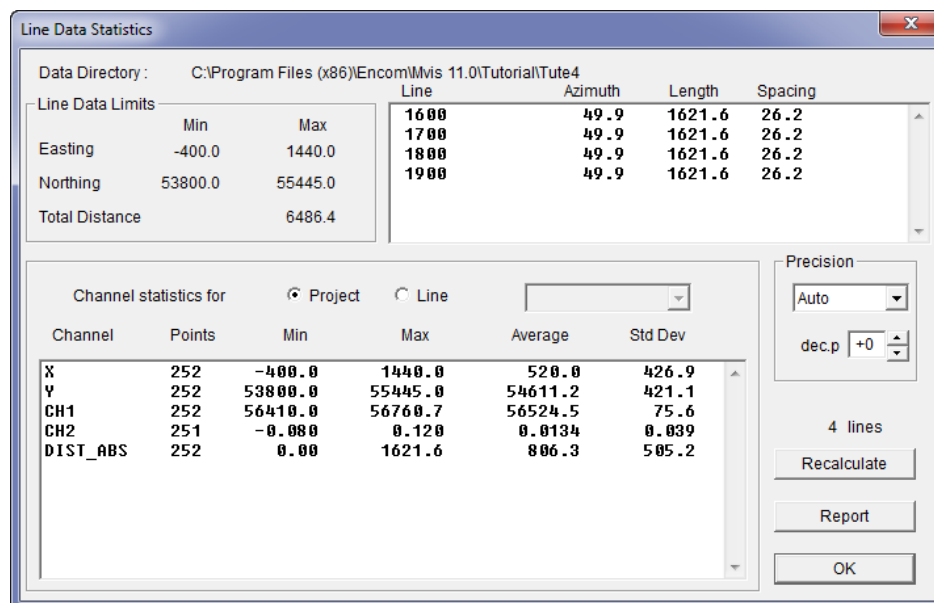 Line Data Statistics
Data Directory : C:\Program Files (x86)\Encom\Mvis 11.0\Tutorial\Tute4
Line Data Limits
Min Max
Easting -400.0 1440.0
Northing 53800.0 55445.0
Total Distance 6486.4
Line Azimuth Length Spacing
1600 49.9 1621.6 26.2
1700 49.9 1621.6 26.2
1800 49.9 1621.6 26.2
1900 49.9 1621.6 26.2
Channel statistics for Project Line
Channel Points Min Max Average Std Dev
X 252 -400.0 1440.0 520.0 426.9
Y 252 53800.0 55445.0 54611.2 421.1
CH1 252 56410.0 56760.7 56524.5 75.6
CH2 251 -0.080 0.120 0.0134 0.039
DIST_ABS 252 0.00 1621.6 806.3 505.2
Precision
Auto
dec.p +0
4 lines
Recalculate
Report
OK